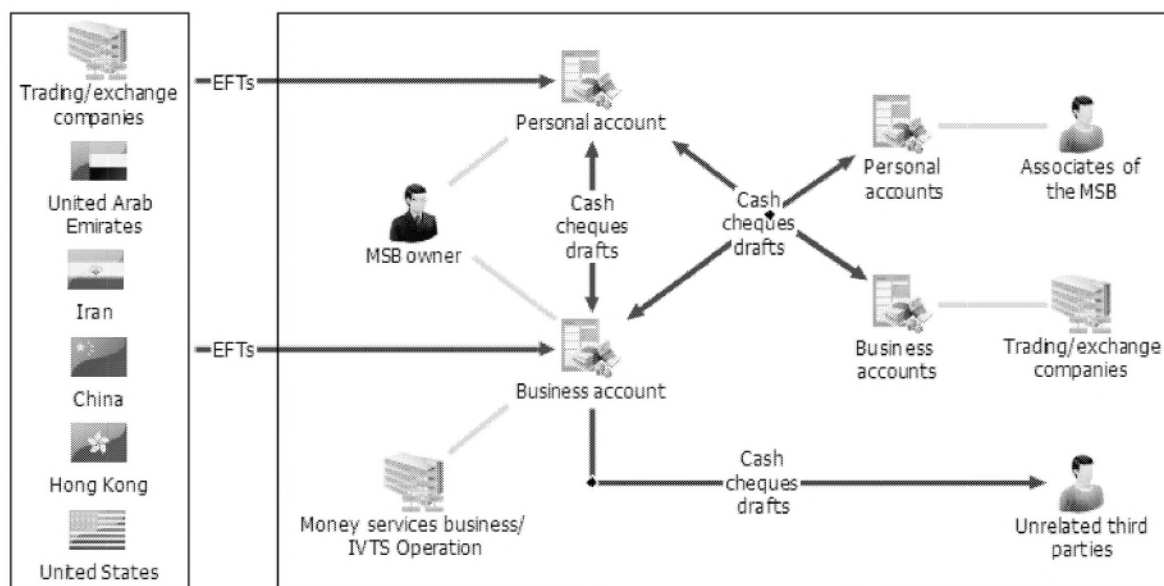 Trading/exchange
companies
United Arab
Emirates
Iran
China
Hong Kong
United States
EFTs
EFTs
Personal account
MSB owner
Cash
cheques
drafts
Business account
Money services business/
IVTS Operation
Cash
cheques
drafts
Personal
accounts
Associates of
the MSB
Business
accounts
Trading/exchange
companies
Cash
cheques
drafts
Unrelated third
parties